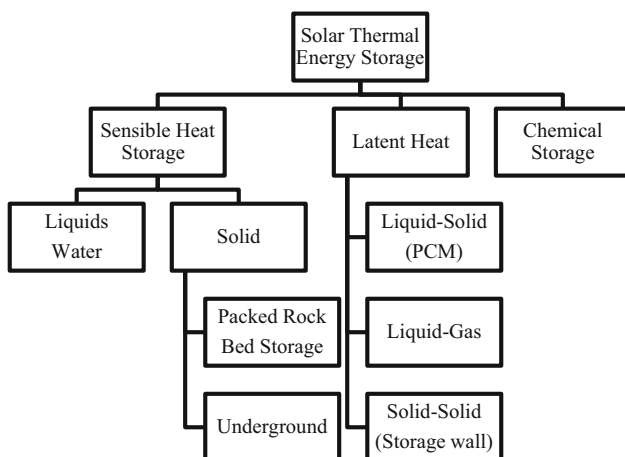 Solar Thermal
Energy Storage
Sensible Heat
Storage
Latent Heat
Chemical
Storage
Liquids
Water
Solid
Liquid-Solid
(PCM)
Packed Rock
Bed Storage
Liquid-Gas
Underground
Solid-Solid
(Storage wall)